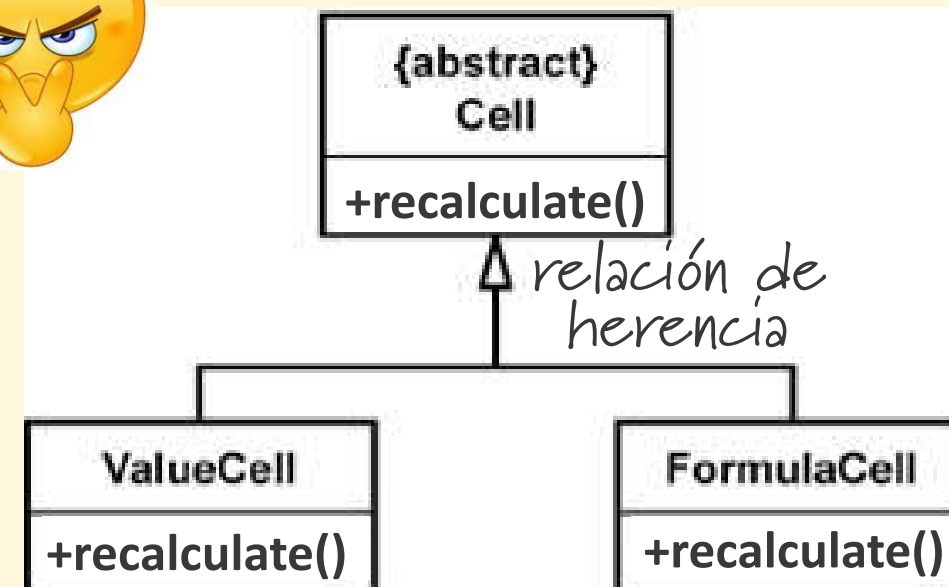 {abstract}
Cell
+recalculate()
relación de
herencia
ValueCell
FormulaCell
+recalculate()
+recalculate()